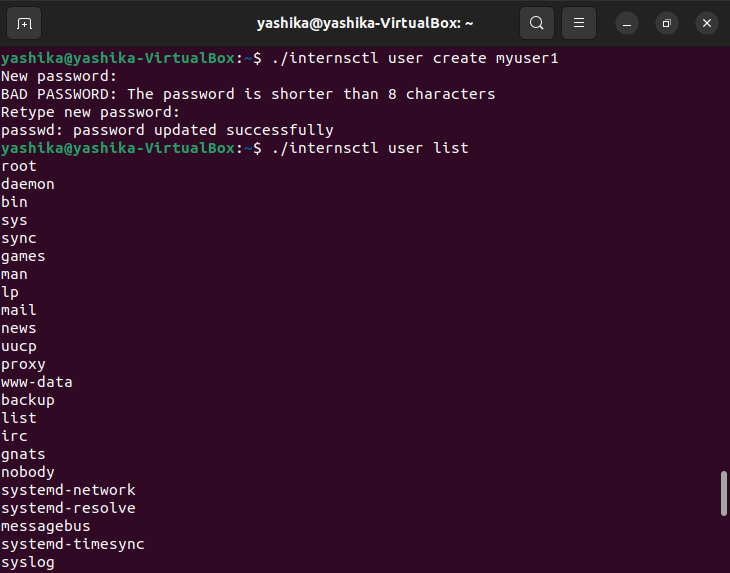 yashika@yashika-VirtualBox: ~
yashika@yashika-VirtualBox:~$ ./internsctl user create myuser1
New password:
BAD PASSWORD: The password is shorter than 8 characters
Retype new password:
passwd: password updated successfully
yashika@yashika-VirtualBox:~$ ./internsctl user list
root
daemon
bin
sys
sync
games
man
lp
mail
news
uucp
proxy
www-data
backup
list
irc
gnats
nobody
systemd-network
systemd-resolve
messagebus
systemd-timesync
syslog